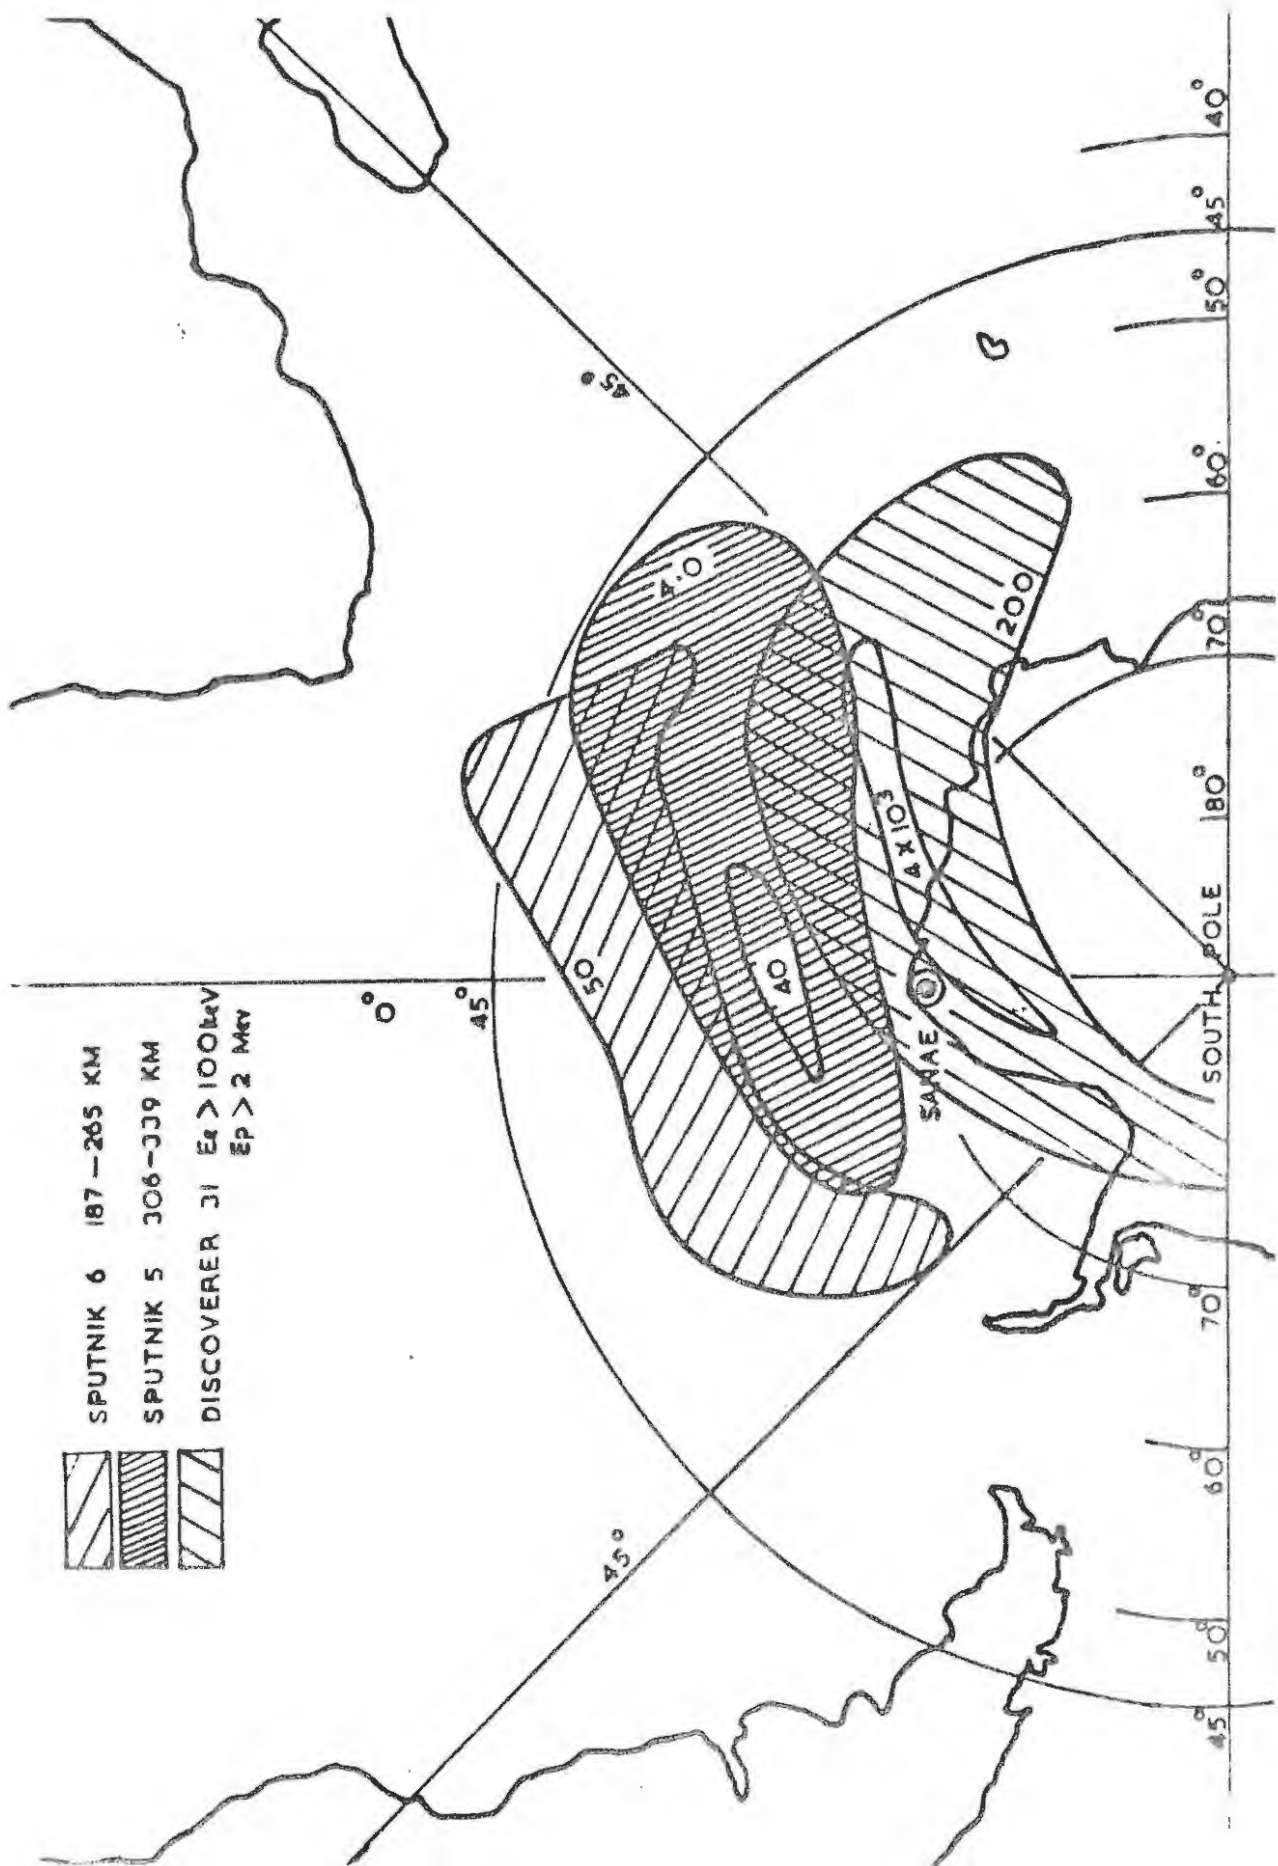 SPUTNIK 6 187-265 KM
SPUTNIK 5 306-339 KM
DISCOVERER 31 Ee > 100 keV
Ep > 2 Mev
0°
45°
45°
45°
50
4.0
40
4 X 10³
200
SANAE
SOUTH POLE 180°
45° 50° 60° 70°
70° 60° 50° 45° 40°